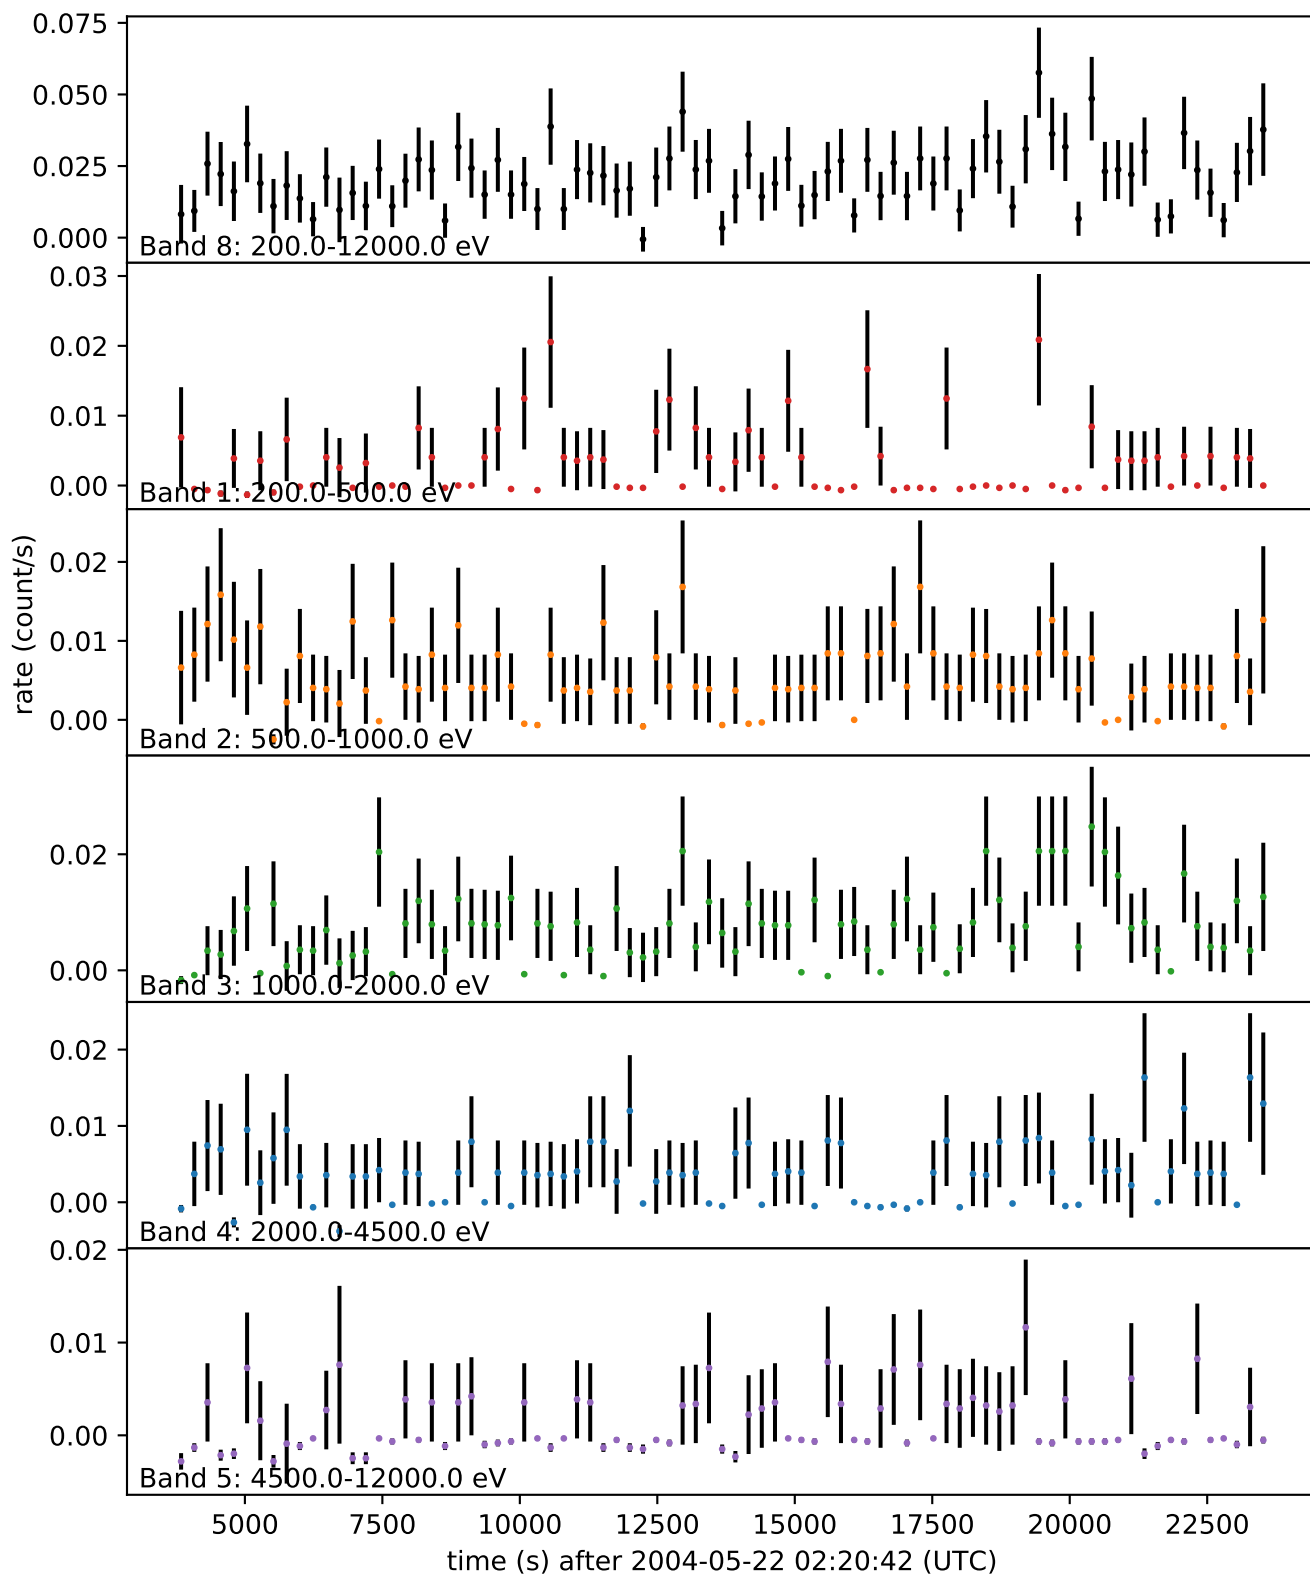 0.075
0.050
0.025
0.000
Band 8: 200.0-12000.0 eV
0.03
0.02
0.01
0.00
Band 1: 200.0-500.0 eV
rate (count/s)
0.02
0.01
0.00
Band 2: 500.0-1000.0 eV
0.02
0.00
Band 3: 1000.0-2000.0 eV
0.02
0.01
0.00
Band 4: 2000.0-4500.0 eV
0.02
0.01
0.00
Band 5: 4500.0-12000.0 eV
5000 7500 10000 12500 15000 17500 20000 22500
time (s) after 2004-05-22 02:20:42 (UTC)